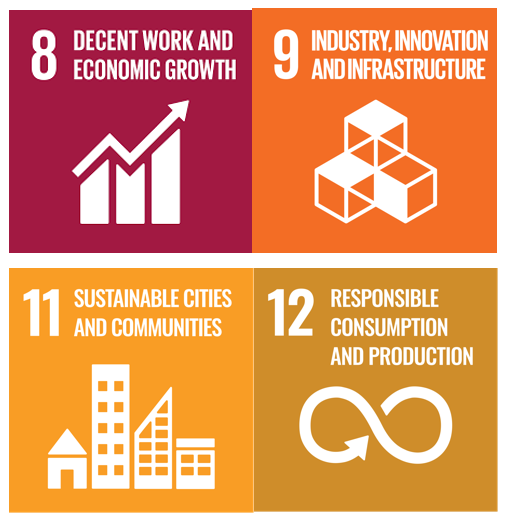 8 DECENT WORK AND
ECONOMIC GROWTH
9 INDUSTRY, INNOVATION
AND INFRASTRUCTURE
11 SUSTAINABLE CITIES
AND COMMUNITIES
12 RESPONSIBLE
CONSUMPTION
AND PRODUCTION